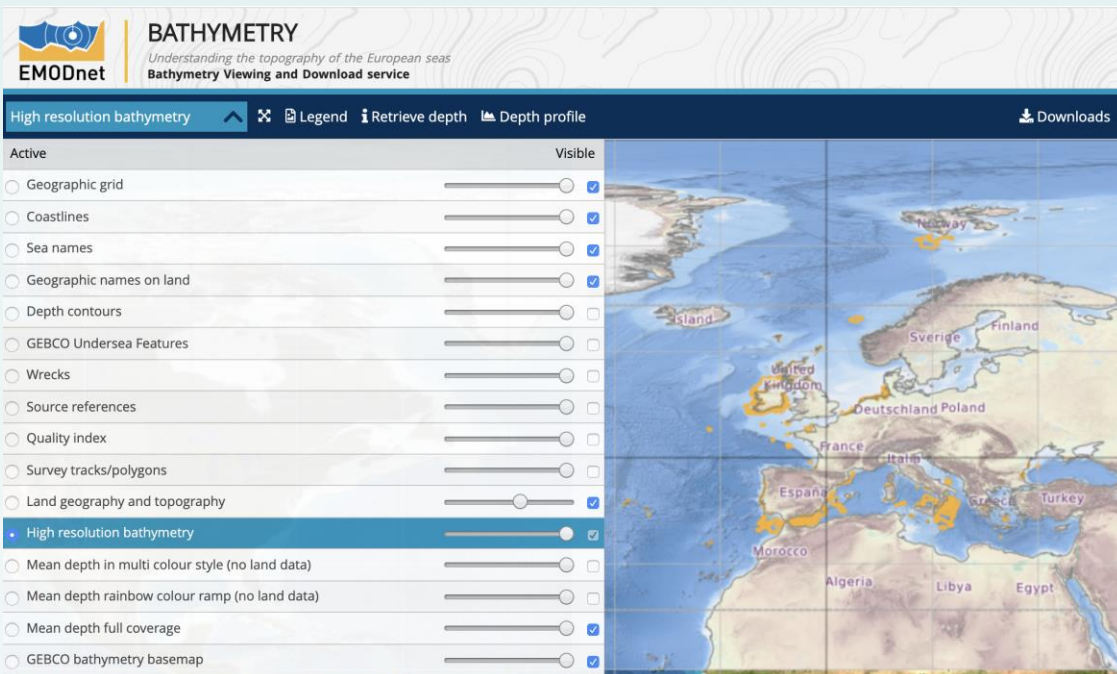 EMODnet
BATHYMETRY
Understanding the topography of the European seas
Bathymetry Viewing and Download service
High resolution bathymetry
Legend
Retrieve depth
Depth profile
Downloads
Active
Visible
Geographic grid
Coastlines
Sea names
Geographic names on land
Depth contours
GEBCO Undersea Features
Wrecks
Source references
Quality index
Survey tracks/polygons
Land geography and topography
High resolution bathymetry
Mean depth in multi colour style (no land data)
Mean depth rainbow colour ramp (no land data)
Mean depth full coverage
GEBCO bathymetry basemap
Norway
Island
Sverige
Finland
United
Kingdom
Deutschland
Poland
France
Italia
España
Greece
Turkey
Morocco
Algeria
Libya
Egypt